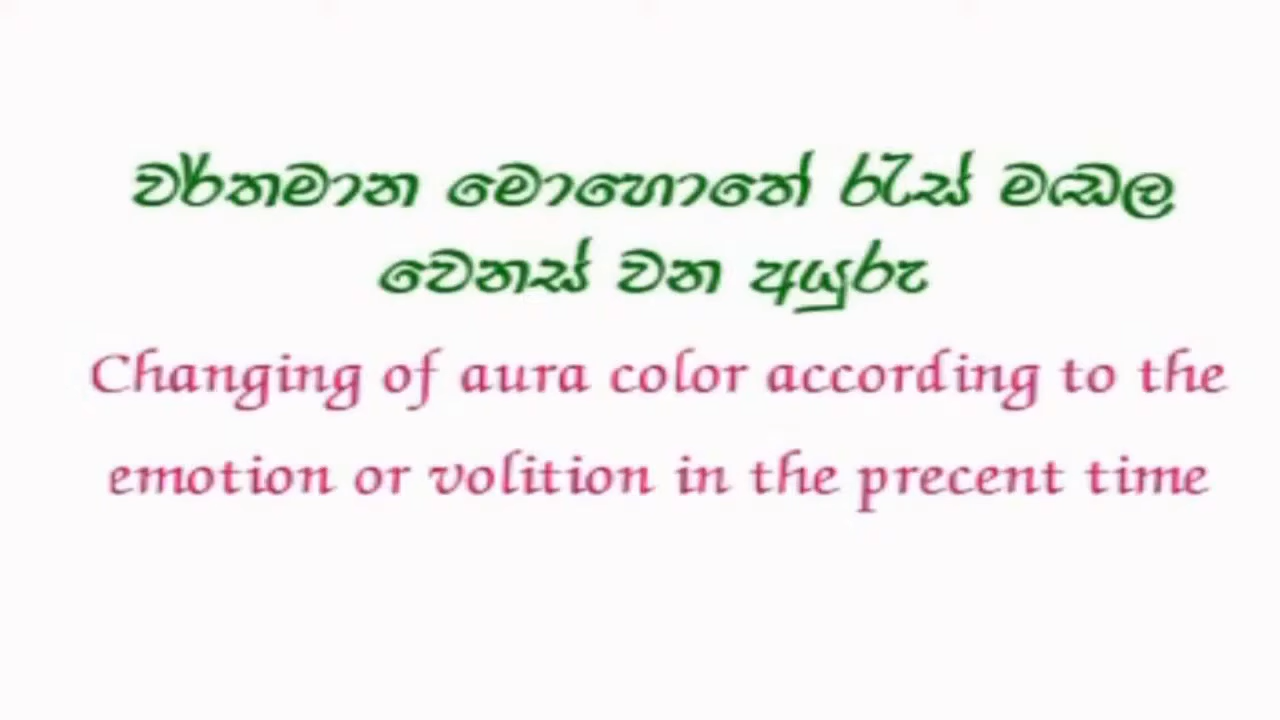 වර්තමාන මොහොතේ රැස් මඬල
වෙනස් වන අයුරු
Changing of aura color according to the
emotion or volition in the precent time